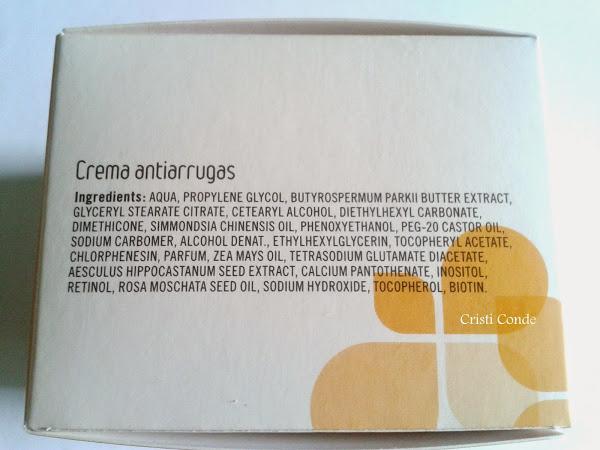 Crema antiarrugas
Ingredients: AQUA, PROPYLENE GLYCOL, BUTYROSPERMUM PARKII BUTTER EXTRACT,
GLYCERYL STEARATE CITRATE, CETEARYL ALCOHOL, DIETHYLHEXYL CARBONATE,
DIMETHICONE, SIMMONDSIA CHINENSIS OIL, PHENOXYETHANOL, PEG-20 CASTOR OIL,
SODIUM CARBOMER, ALCOHOL DENAT., ETHYLHEXYLGLYCERIN, TOCOPHERYL ACETATE,
CHLORPHENESIN, PARFUM, ZEA MAYS OIL, TETRASODIUM GLUTAMATE DIACETATE,
AESCULUS HIPPOCASTANUM SEED EXTRACT, CALCIUM PANTOTHENATE, INOSITOL,
RETINOL, ROSA MOSCHATA SEED OIL, SODIUM HYDROXIDE, TOCOPHEROL, BIOTIN.
Cristi Conde